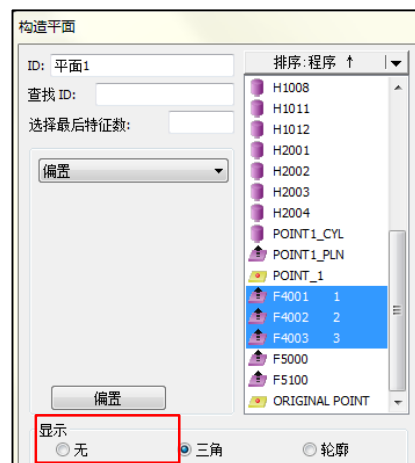 构造平面
ID: 平面1
查找 ID:
选择最后特征数:
偏置
偏置
排序:程序 ↑
H1008
H1011
H1012
H2001
H2002
H2003
H2004
POINT1_CYL
POINT1_PLN
POINT_1
F4001 1
F4002 2
F4003 3
F5000
F5100
ORIGINAL POINT
显示
无 三角 轮廓